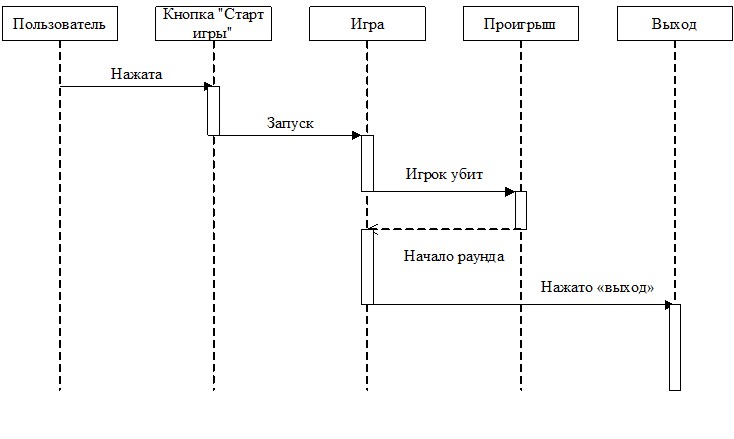 Пользователь
Кнопка "Старт
игры"
Игра
Проигрыш
Выход
Нажата
Запуск
Игрок убит
Начало раунда
Нажато «выход»